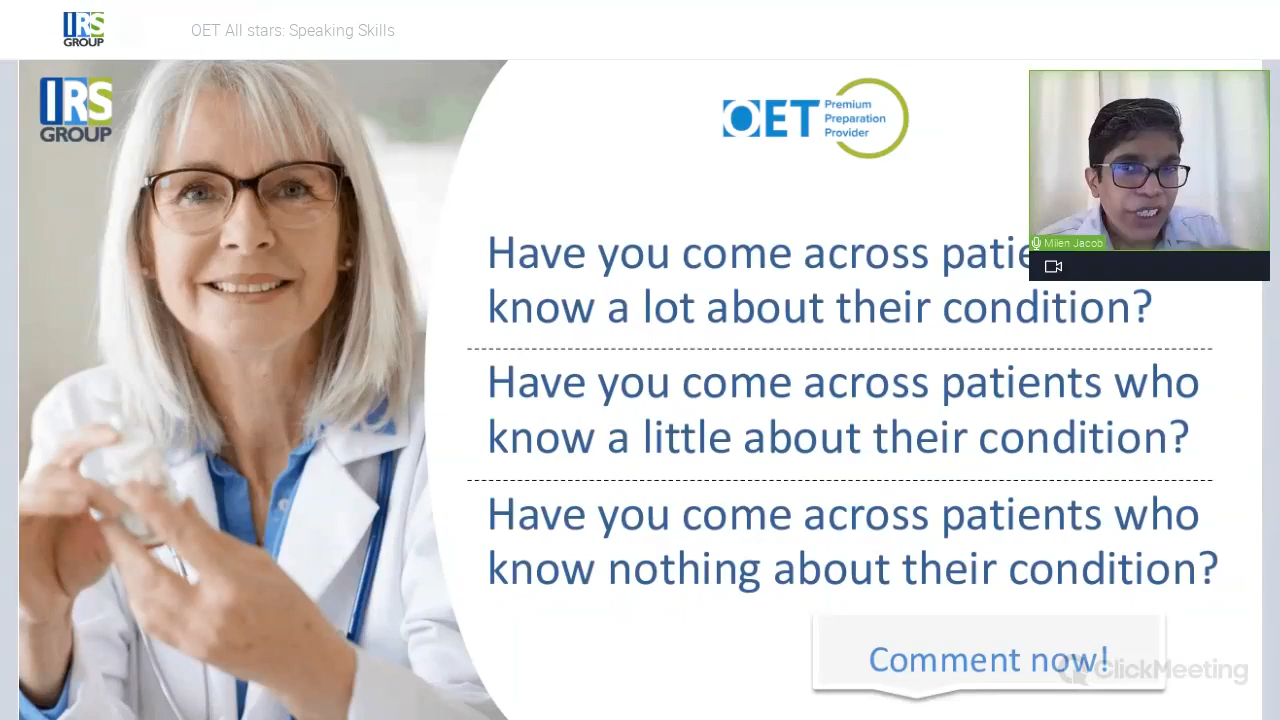 IRS
GROUP
OET All stars: Speaking Skills
IRS
GROUP
OET
Premium
Preparation
Provider
Milen Jacob
Have you come across patie
know a lot about their condition?
Have you come across patients who
know a little about their condition?
Have you come across patients who
know nothing about their condition?
Comment now!
ClickMeeting